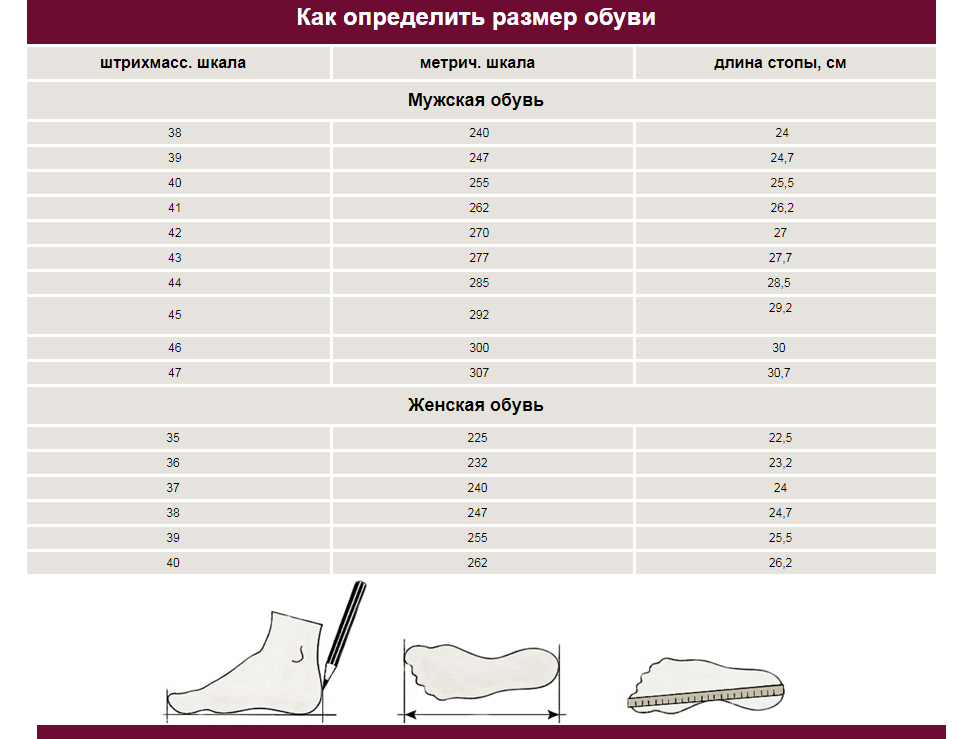 Как определить размер обуви
штрихмасс. шкала метрич. шкала длина стопы, см
Мужская обувь
38 240 24
39 247 24,7
40 255 25,5
41 262 26,2
42 270 27
43 277 27,7
44 285 28,5
45 292 29,2
46 300 30
47 307 30,7
Женская обувь
35 225 22,5
36 232 23,2
37 240 24
38 247 24,7
39 255 25,5
40 262 26,2